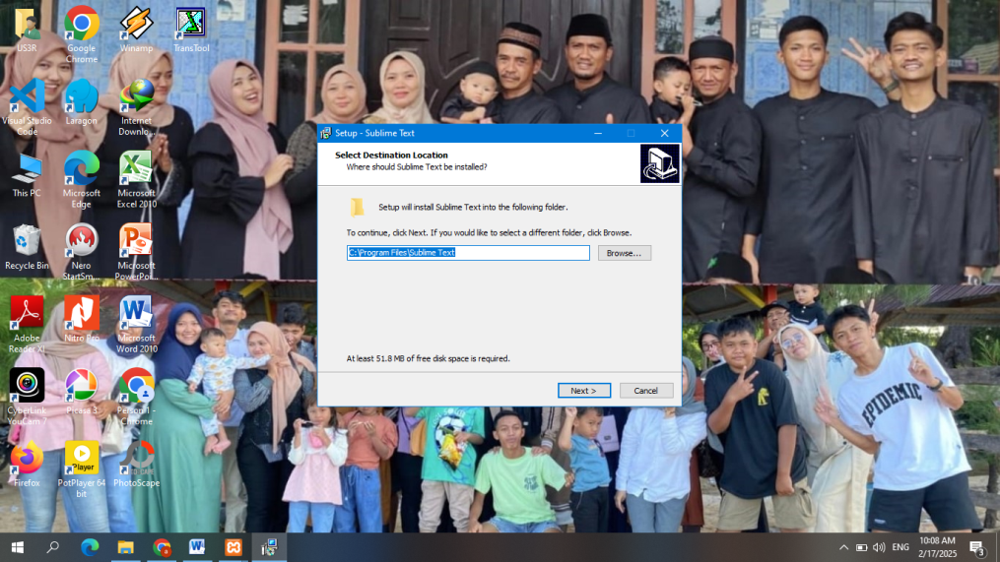 US3R
Google
Chrome
Winamp
TransTool
Visual Studio
Code
Laragon
Internet
Downlo...
This PC
Microsoft
Edge
Microsoft
Excel 2010
Recycle Bin
Nero
StartSm...
Microsoft
PowerPoi...
Adobe
Reader XI
Nitro Pro
Microsoft
Word 2010
CyberLink
YouCam 7
Picasa 3
Person 1 -
Chrome
Firefox
Player
PotPlayer 64
bit
PhotoScape
Setup - Sublime Text
Select Destination Location
Where should Sublime Text be installed?
Setup will install Sublime Text into the following folder.
To continue, click Next. If you would like to select a different folder, click Browse.
C:\Program Files\Sublime Text
Browse...
At least 51.8 MB of free disk space is required.
Next >
Cancel
EPIDEMIC
ENG
10:08 AM
2/17/2025
3